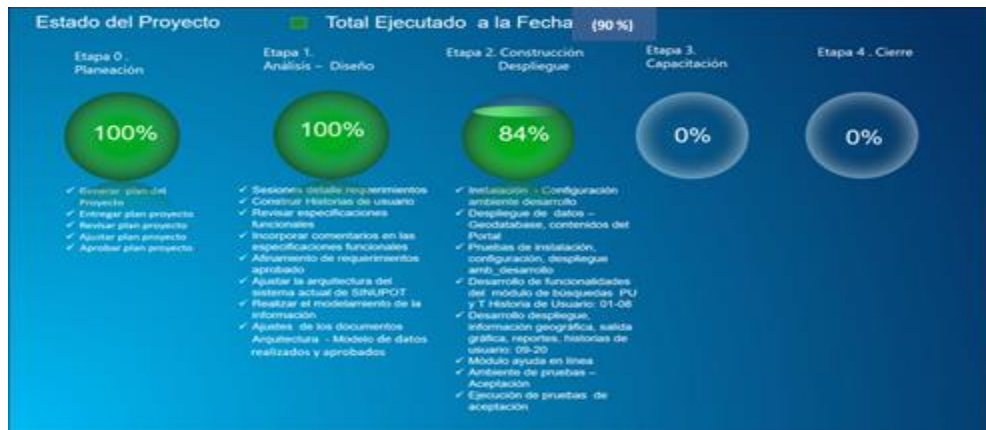 Estado del Proyecto
Total Ejecutado a la Fecha (90 %)
Etapa 0 .
Planeación
100%
✓ Generar plan del
Proyecto
✓ Entregar plan proyecto
✓ Revisar plan proyecto
✓ Ajustar plan proyecto
✓ Aprobar plan proyecto
Etapa 1.
Análisis – Diseño
100%
✓ Sesiones detalle requerimientos
✓ Construir Historias de usuario
✓ Revisar especificaciones
funcionales
✓ Incorporar comentarios en las
especificaciones funcionales
✓ Afinamiento de requerimientos
aprobado
✓ Ajustar la arquitectura del
sistema actual de SINUPOT
✓ Realizar el modelamiento de la
información
✓ Ajustes de los documentos
Arquitectura - Modelo de datos
realizados y aprobados
Etapa 2. Construcción
Despliegue
84%
✓ Instalación - Configuración
ambiente desarrollo
✓ Despliegue de datos –
Geodatabase, contenidos del
Portal
✓ Pruebas de instalación,
configuración, despliegue
amb_desarrollo
✓ Desarrollo de funcionalidades
del módulo de búsquedas PU
y T Historia de Usuario: 01-08
✓ Desarrollo despliegue,
información geográfica, salida
gráfica, reportes, historias de
usuario: 09-20
✓ Módulo ayuda en línea
✓ Ambiente de pruebas –
Aceptación
✓ Ejecución de pruebas de
aceptación
Etapa 3.
Capacitación
0%
Etapa 4 . Cierre
0%